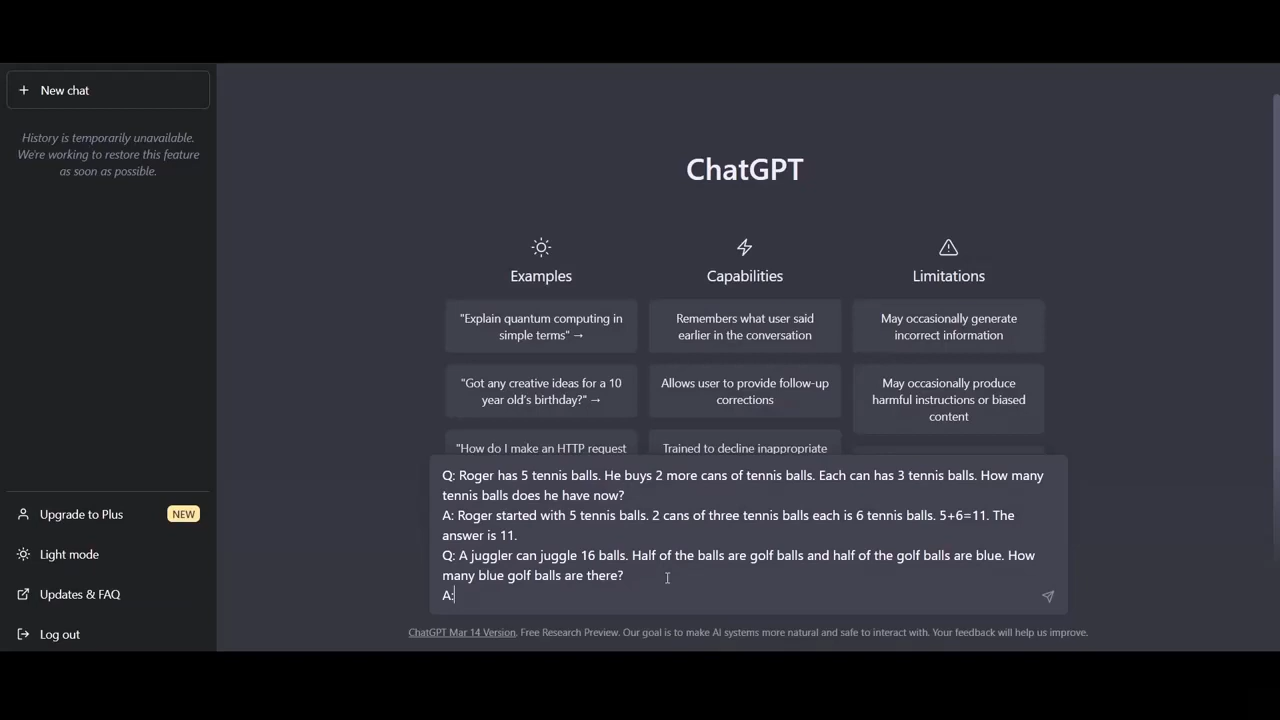 New chat
History is temporarily unavailable.
We're working to restore this feature
as soon as possible.
ChatGPT
Examples
Capabilities
Limitations
"Explain quantum computing in
simple terms" →
Remembers what user said
earlier in the conversation
May occasionally generate
incorrect information
"Got any creative ideas for a 10
year old's birthday?" →
Allows user to provide follow-up
corrections
May occasionally produce
harmful instructions or biased
content
"How do I make an HTTP request
Trained to decline inappropriate
Q: Roger has 5 tennis balls. He buys 2 more cans of tennis balls. Each can has 3 tennis balls. How many
tennis balls does he have now?
A: Roger started with 5 tennis balls. 2 cans of three tennis balls each is 6 tennis balls. 5+6=11. The
answer is 11.
Q: A juggler can juggle 16 balls. Half of the balls are golf balls and half of the golf balls are blue. How
many blue golf balls are there?
A:
Upgrade to Plus NEW
Light mode
Updates & FAQ
Log out
ChatGPT Mar 14 Version. Free Research Preview. Our goal is to make AI systems more natural and safe to interact with. Your feedback will help us improve.